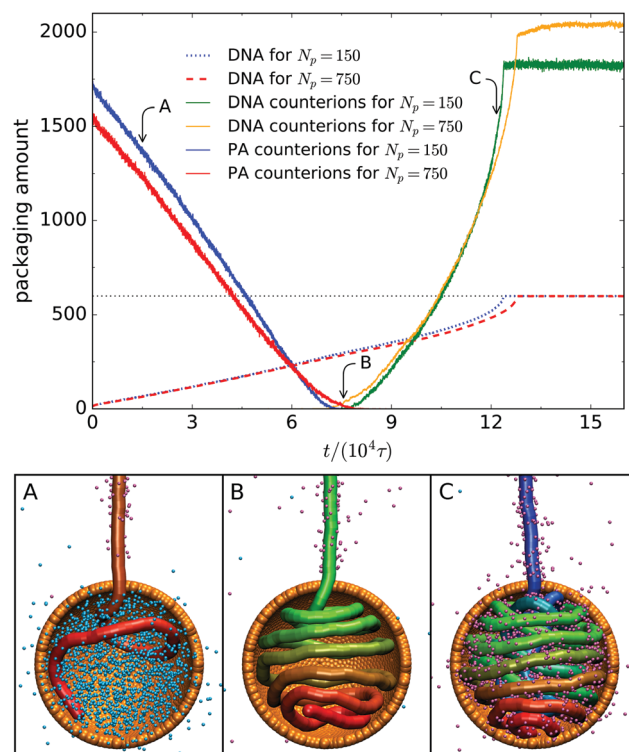 2000
1500
1000
500
0
packaging amount
DNA for N_p = 150
DNA for N_p = 750
DNA counterions for N_p = 150
DNA counterions for N_p = 750
PA counterions for N_p = 150
PA counterions for N_p = 750
A
C
B
0 3 6 9 12 15
t/(10⁴τ)
A B C